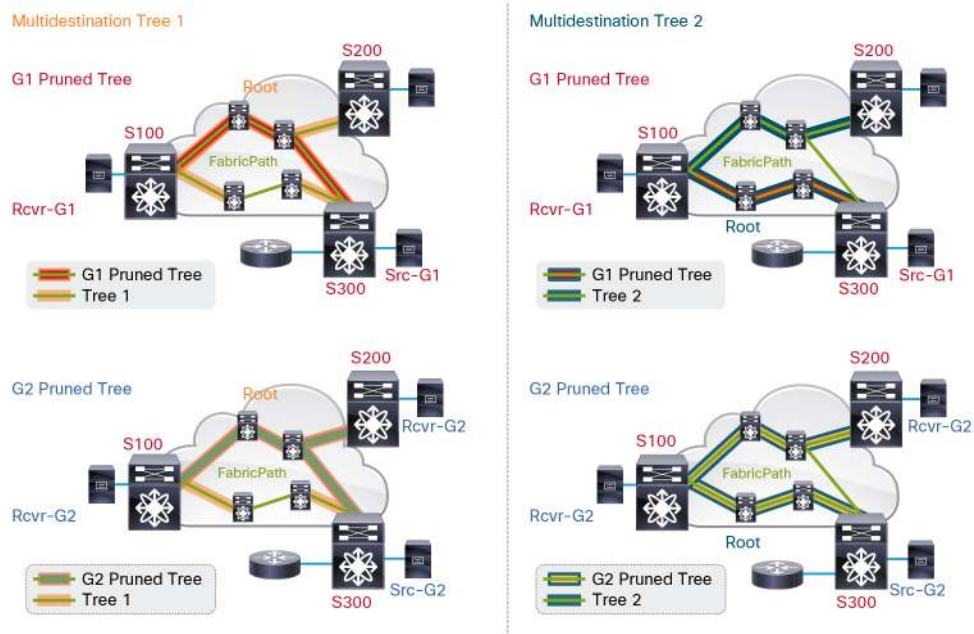 Multidestination Tree 1
Multidestination Tree 2
S200
G1 Pruned Tree
Root
S100
FabricPath
Rcvr-G1
Src-G1
S300
G1 Pruned Tree
Tree 1
S200
G1 Pruned Tree
S100
FabricPath
Rcvr-G1
Root
Src-G1
S300
G1 Pruned Tree
Tree 2
S200
G2 Pruned Tree
Root
Rcvr-G2
S100
FabricPath
Rcvr-G2
Src-G2
S300
G2 Pruned Tree
Tree 1
S200
G2 Pruned Tree
Rcvr-G2
S100
FabricPath
Rcvr-G2
Root
Src-G2
S300
G2 Pruned Tree
Tree 2